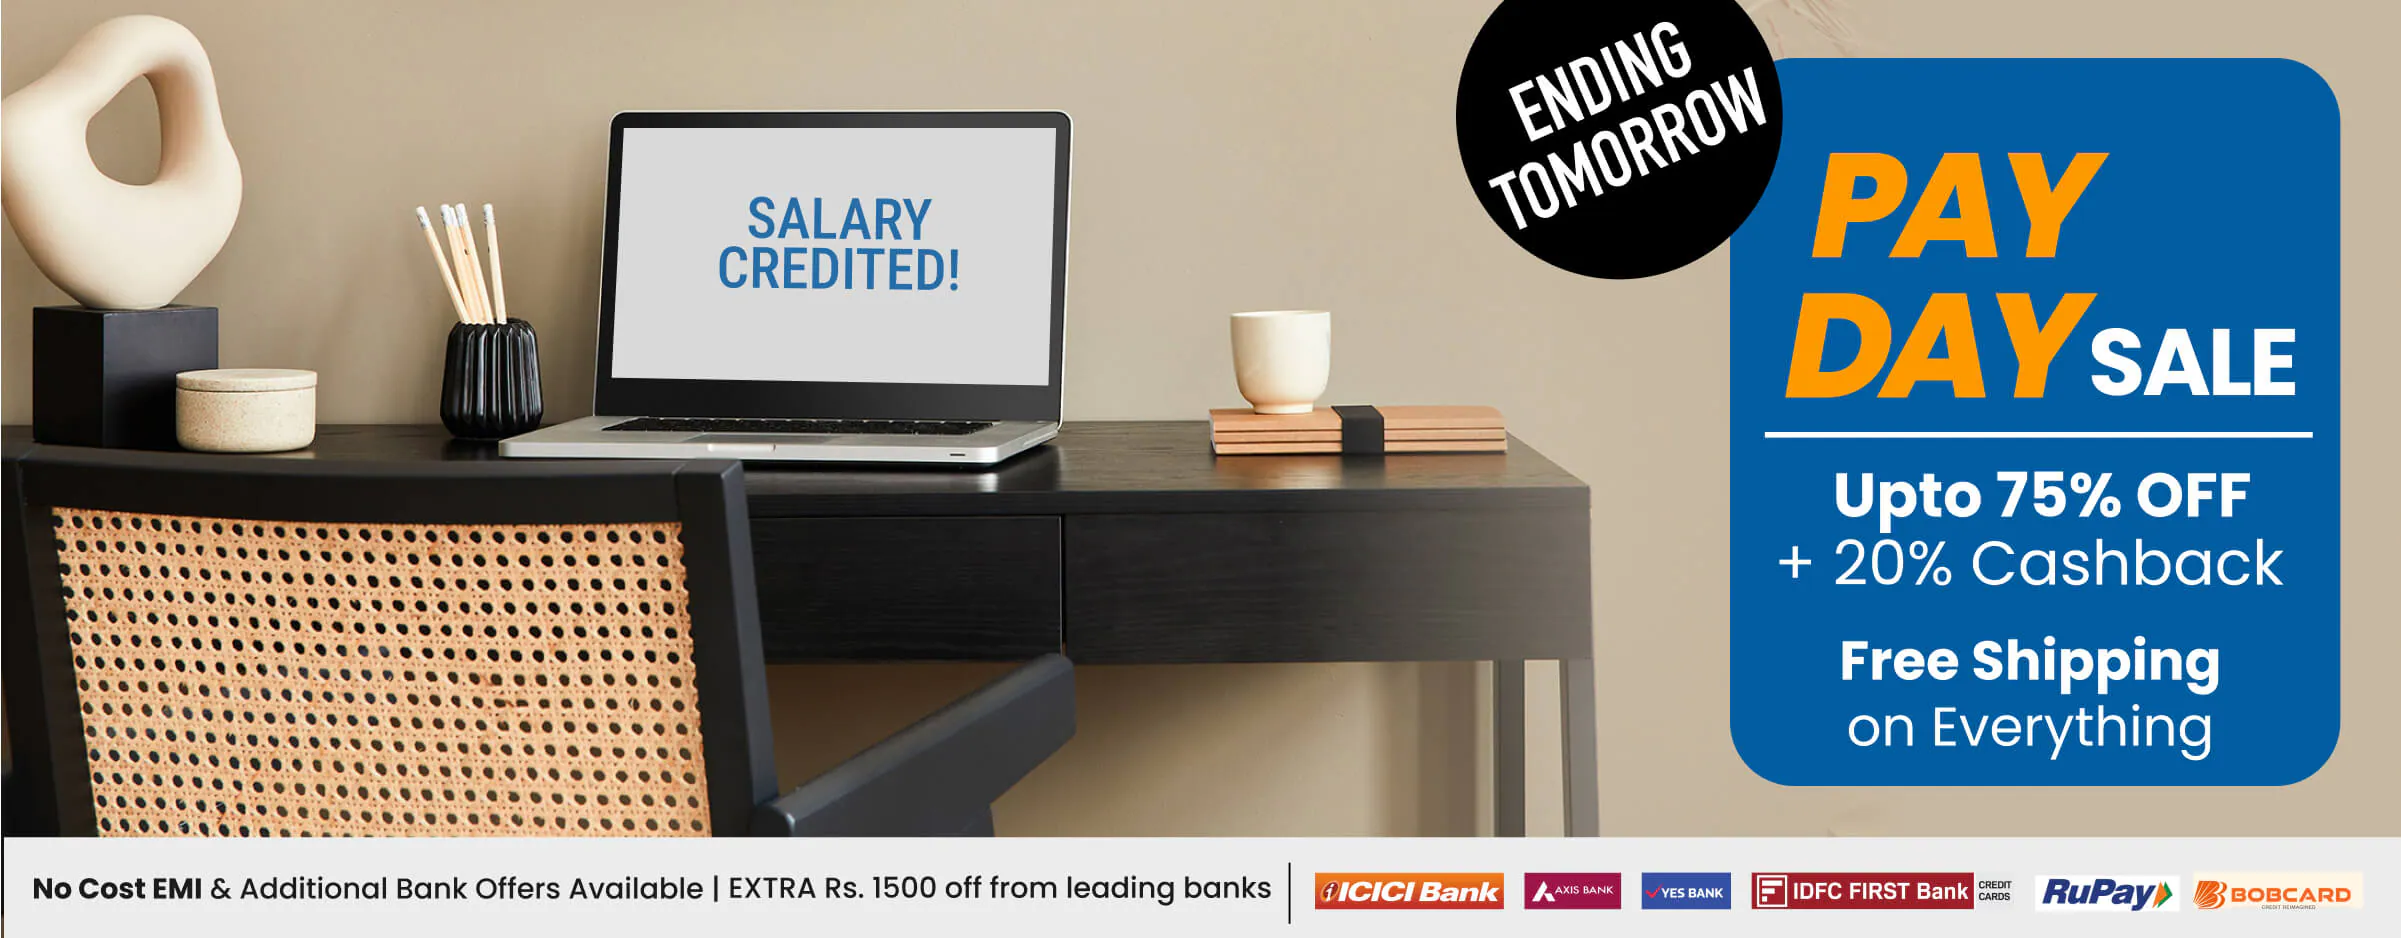 SALARY
CREDITED!
ENDING
TOMORROW
PAY
DAY SALE
Upto 75% OFF
+ 20% Cashback
Free Shipping
on Everything
No Cost EMI & Additional Bank Offers Available | EXTRA Rs. 1500 off from leading banks
ICICI Bank
AXIS BANK
YES BANK
IDFC FIRST Bank
CREDIT
CARDS
RuPay
BOBCARD
CREDIT REIMAGINED